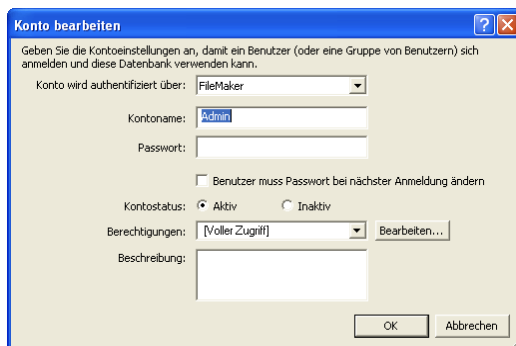 Konto bearbeiten
Geben Sie die Kontoeinstellungen an, damit ein Benutzer (oder eine Gruppe von Benutzern) sich
anmelden und diese Datenbank verwenden kann.
Konto wird authentifiziert über: FileMaker
Kontoname: Admin
Passwort:
Benutzer muss Passwort bei nächster Anmeldung ändern
Kontostatus: Aktiv Inaktiv
Berechtigungen: [Voller Zugriff] Bearbeiten...
Beschreibung:
OK Abbrechen